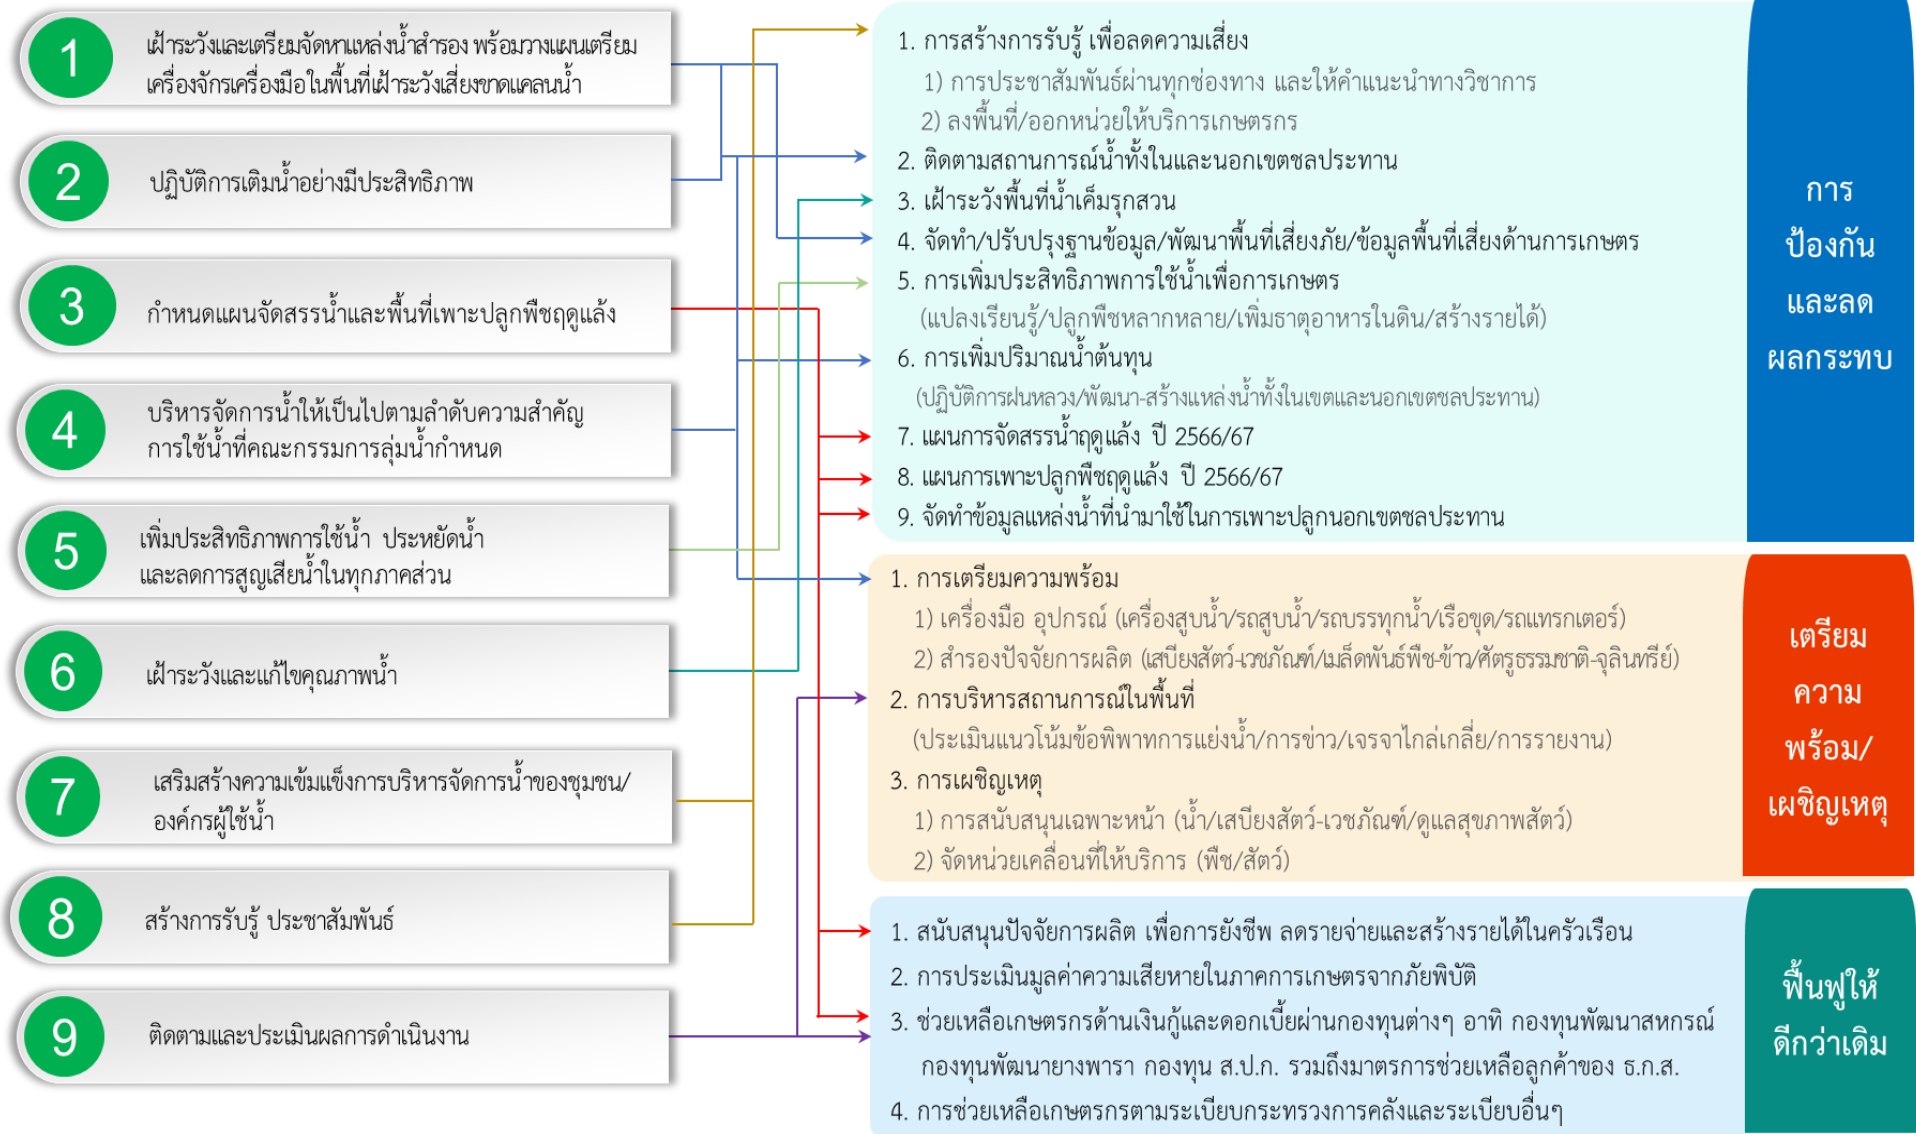 1
เฝ้าระวังและเตรียมจัดหาแหล่งน้ำสำรอง พร้อมวางแผนเตรียม
เครื่องจักรเครื่องมือในพื้นที่เฝ้าระวังเสี่ยงขาดแคลนน้ำ
2
ปฏิบัติการเติมน้ำอย่างมีประสิทธิภาพ
3
กำหนดแผนจัดสรรน้ำและพื้นที่เพาะปลูกพืชฤดูแล้ง
4
บริหารจัดการน้ำให้เป็นไปตามลำดับความสำคัญ
การใช้น้ำที่คณะกรรมการลุ่มน้ำกำหนด
5
เพิ่มประสิทธิภาพการใช้น้ำ ประหยัดน้ำ
และลดการสูญเสียน้ำในทุกภาคส่วน
6
เฝ้าระวังและแก้ไขคุณภาพน้ำ
7
เสริมสร้างความเข้มแข็งการบริหารจัดการน้ำของชุมชน/
องค์กรผู้ใช้น้ำ
8
สร้างการรับรู้ ประชาสัมพันธ์
9
ติดตามและประเมินผลการดำเนินงาน
1. การสร้างการรับรู้ เพื่อลดความเสี่ยง
1) การประชาสัมพันธ์ผ่านทุกช่องทาง และให้คำแนะนำทางวิชาการ
2) ลงพื้นที่/ออกหน่วยให้บริการเกษตรกร
2. ติดตามสถานการณ์น้ำทั้งในและนอกเขตชลประทาน
3. เฝ้าระวังพื้นที่น้ำเค็มรุกสวน
4. จัดทำ/ปรับปรุงฐานข้อมูล/พัฒนาพื้นที่เสี่ยงภัย/ข้อมูลพื้นที่เสี่ยงด้านการเกษตร
5. การเพิ่มประสิทธิภาพการใช้น้ำเพื่อการเกษตร
(แปลงเรียนรู้/ปลูกพืชหลากหลาย/เพิ่มธาตุอาหารในดิน/สร้างรายได้)
6. การเพิ่มปริมาณน้ำต้นทุน
(ปฏิบัติการฝนหลวง/พัฒนา-สร้างแหล่งน้ำทั้งในเขตและนอกเขตชลประทาน)
7. แผนการจัดสรรน้ำฤดูแล้ง ปี 2566/67
8. แผนการเพาะปลูกพืชฤดูแล้ง ปี 2566/67
9. จัดทำข้อมูลแหล่งน้ำที่นำมาใช้ในการเพาะปลูกนอกเขตชลประทาน
การ
ป้องกัน
และลด
ผลกระทบ
1. การเตรียมความพร้อม
1) เครื่องมือ อุปกรณ์ (เครื่องสูบน้ำ/รถสูบน้ำ/รถบรรทุกน้ำ/เรือขุด/รถแทรกเตอร์)
2) สำรองปัจจัยการผลิต (เสบียงสัตว์-เวชภัณฑ์/เมล็ดพันธ์พืช-ข้าว/ศัตรูธรรมชาติ-จุลินทรีย์)
2. การบริหารสถานการณ์ในพื้นที่
(ประเมินแนวโน้มข้อพิพาทการแย่งน้ำ/การข่าว/เจรจาไกล่เกลี่ย/การรายงาน)
3. การเผชิญเหตุ
1) การสนับสนุนเฉพาะหน้า (น้ำ/เสบียงสัตว์-เวชภัณฑ์/ดูแลสุขภาพสัตว์)
2) จัดหน่วยเคลื่อนที่ให้บริการ (พืช/สัตว์)
เตรียม
ความ
พร้อม/
เผชิญเหตุ
1. สนับสนุนปัจจัยการผลิต เพื่อการยังชีพ ลดรายจ่ายและสร้างรายได้ในครัวเรือน
2. การประเมินมูลค่าความเสียหายในภาคการเกษตรจากภัยพิบัติ
3. ช่วยเหลือเกษตรกรด้านเงินกู้และดอกเบี้ยผ่านกองทุนต่างๆ อาทิ กองทุนพัฒนาสหกรณ์
กองทุนพัฒนายางพารา กองทุน ส.ป.ก. รวมถึงมาตรการช่วยเหลือลูกค้าของ ธ.ก.ส.
4. การช่วยเหลือเกษตรกรตามระเบียบกระทรวงการคลังและระเบียบอื่นๆ
ฟื้นฟูให้
ดีกว่าเดิม